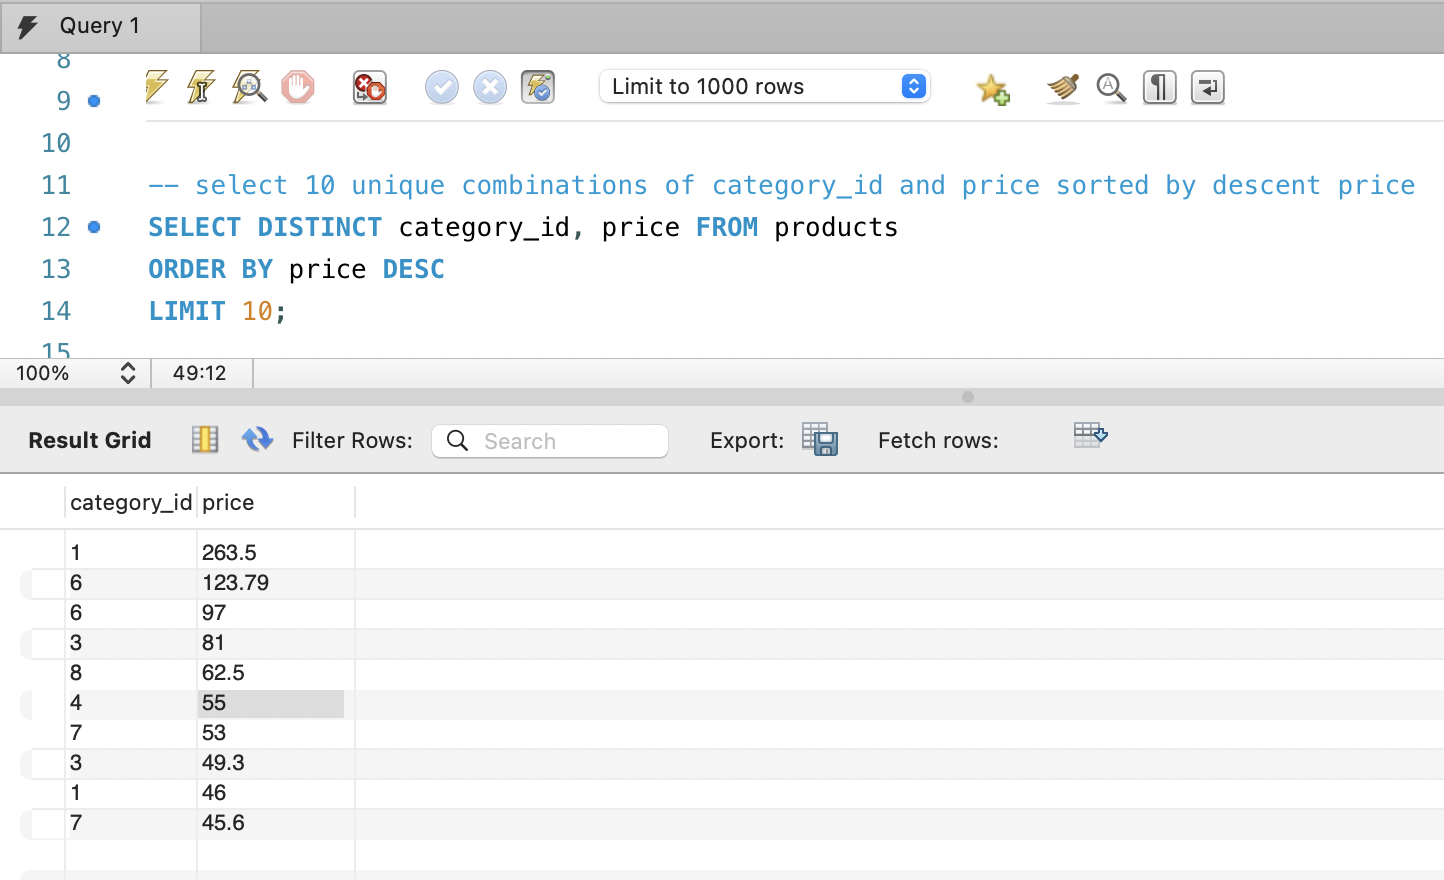 Query 1
8
9
Limit to 1000 rows
10
11 -- select 10 unique combinations of category_id and price sorted by descent price
12 SELECT DISTINCT category_id, price FROM products
13 ORDER BY price DESC
14 LIMIT 10;
15
100% 49:12
Result Grid Filter Rows: Search Export: Fetch rows:
category_id price
1 263.5
6 123.79
6 97
3 81
8 62.5
4 55
7 53
3 49.3
1 46
7 45.6